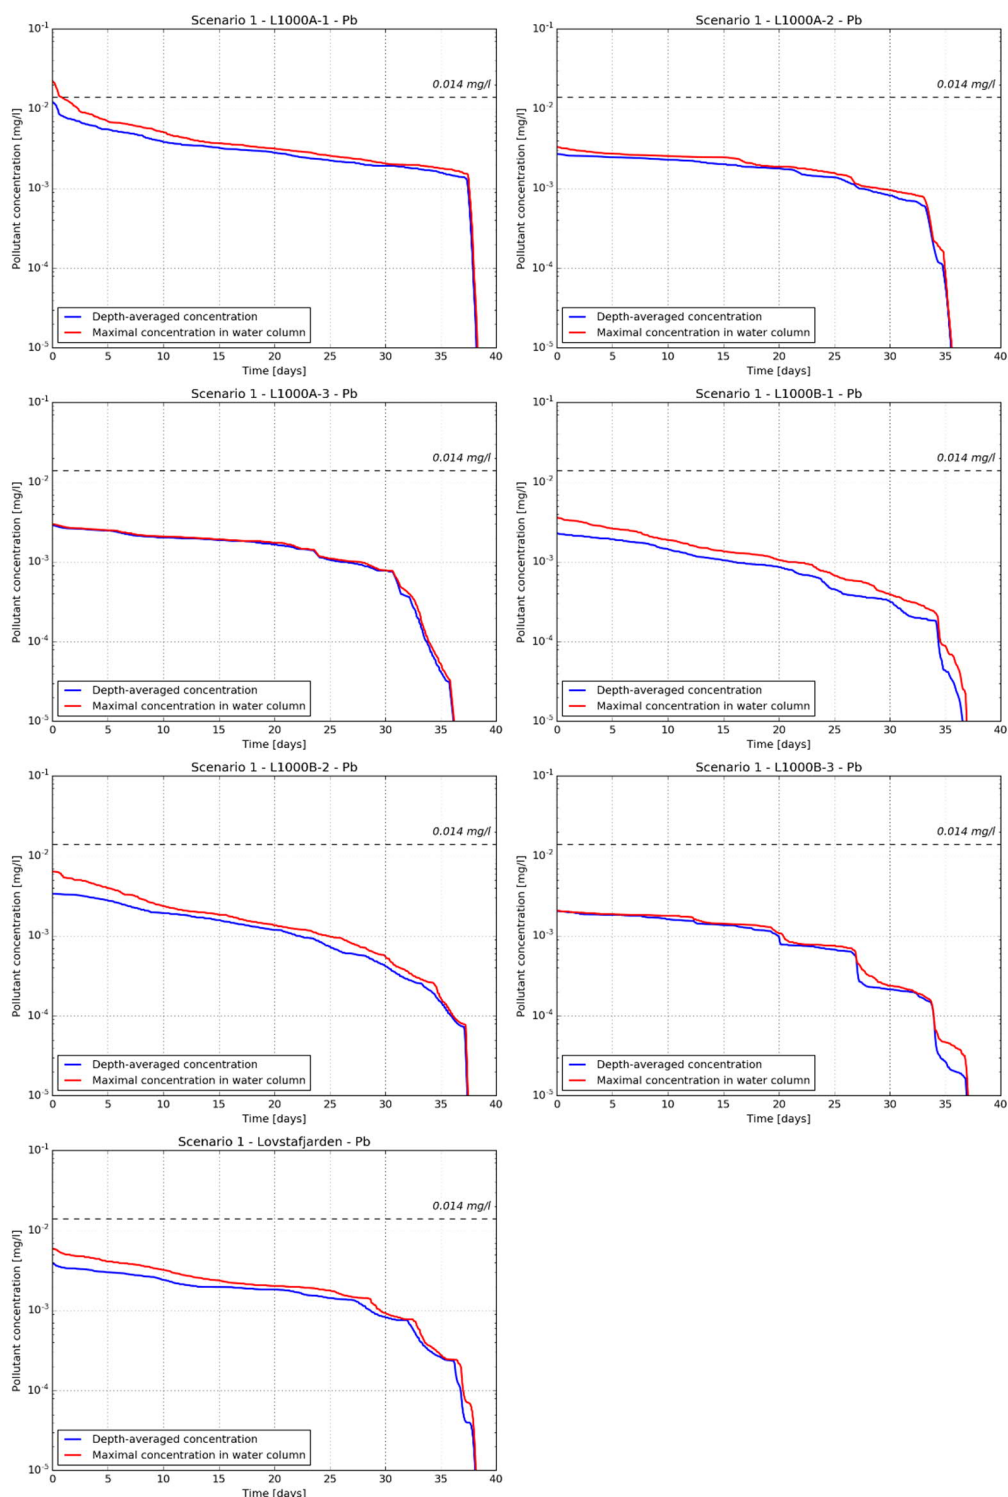 Scenario 1 - L1000A-1 - Pb
Pollutant concentration [mg/l]
10⁻¹
10⁻²
10⁻³
10⁻⁴
10⁻⁵
0.014 mg/l
Depth-averaged concentration
Maximal concentration in water column
0 5 10 15 20 25 30 35 40
Time [days]
Scenario 1 - L1000A-2 - Pb
Pollutant concentration [mg/l]
10⁻¹
10⁻²
10⁻³
10⁻⁴
10⁻⁵
0.014 mg/l
Depth-averaged concentration
Maximal concentration in water column
0 5 10 15 20 25 30 35 40
Time [days]
Scenario 1 - L1000A-3 - Pb
Pollutant concentration [mg/l]
10⁻¹
10⁻²
10⁻³
10⁻⁴
10⁻⁵
0.014 mg/l
Depth-averaged concentration
Maximal concentration in water column
0 5 10 15 20 25 30 35 40
Time [days]
Scenario 1 - L1000B-1 - Pb
Pollutant concentration [mg/l]
10⁻¹
10⁻²
10⁻³
10⁻⁴
10⁻⁵
0.014 mg/l
Depth-averaged concentration
Maximal concentration in water column
0 5 10 15 20 25 30 35 40
Time [days]
Scenario 1 - L1000B-2 - Pb
Pollutant concentration [mg/l]
10⁻¹
10⁻²
10⁻³
10⁻⁴
10⁻⁵
0.014 mg/l
Depth-averaged concentration
Maximal concentration in water column
0 5 10 15 20 25 30 35 40
Time [days]
Scenario 1 - L1000B-3 - Pb
Pollutant concentration [mg/l]
10⁻¹
10⁻²
10⁻³
10⁻⁴
10⁻⁵
0.014 mg/l
Depth-averaged concentration
Maximal concentration in water column
0 5 10 15 20 25 30 35 40
Time [days]
Scenario 1 - Lovstafjarden - Pb
Pollutant concentration [mg/l]
10⁻¹
10⁻²
10⁻³
10⁻⁴
10⁻⁵
0.014 mg/l
Depth-averaged concentration
Maximal concentration in water column
0 5 10 15 20 25 30 35 40
Time [days]